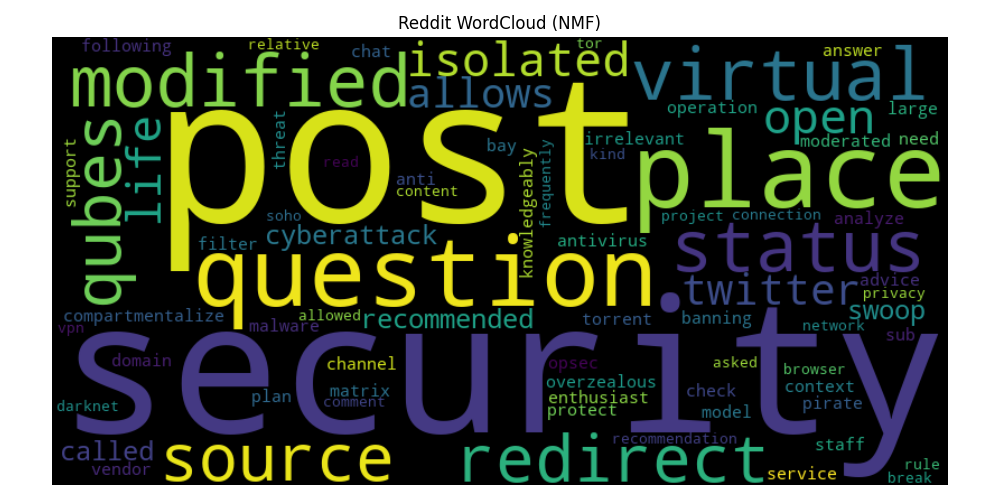 Reddit WordCloud (NMF)
following
relative
chat
tor
answer
modified
isolated
virtual
allows
operation
large
open
post
qubes
life
threat
support
read
bay
irrelevant
kind
moderated
need
place
anti
content
knowledgeably
frequently
soho
project
connection
analyze
filter
cyberattack
antivirus
status
question
twitter
advice
privacy
compartmentalize
allowed
recommended
torrent
banning
swoop
vpn
malware
network
sub
security
domain
channel
opsec
asked
browser
matrix
overzealous
check
context
darknet
plan
comment
enthusiast
protect
model
pirate
called
source
redirect
recommendation
staff
vendor
service
rule
break